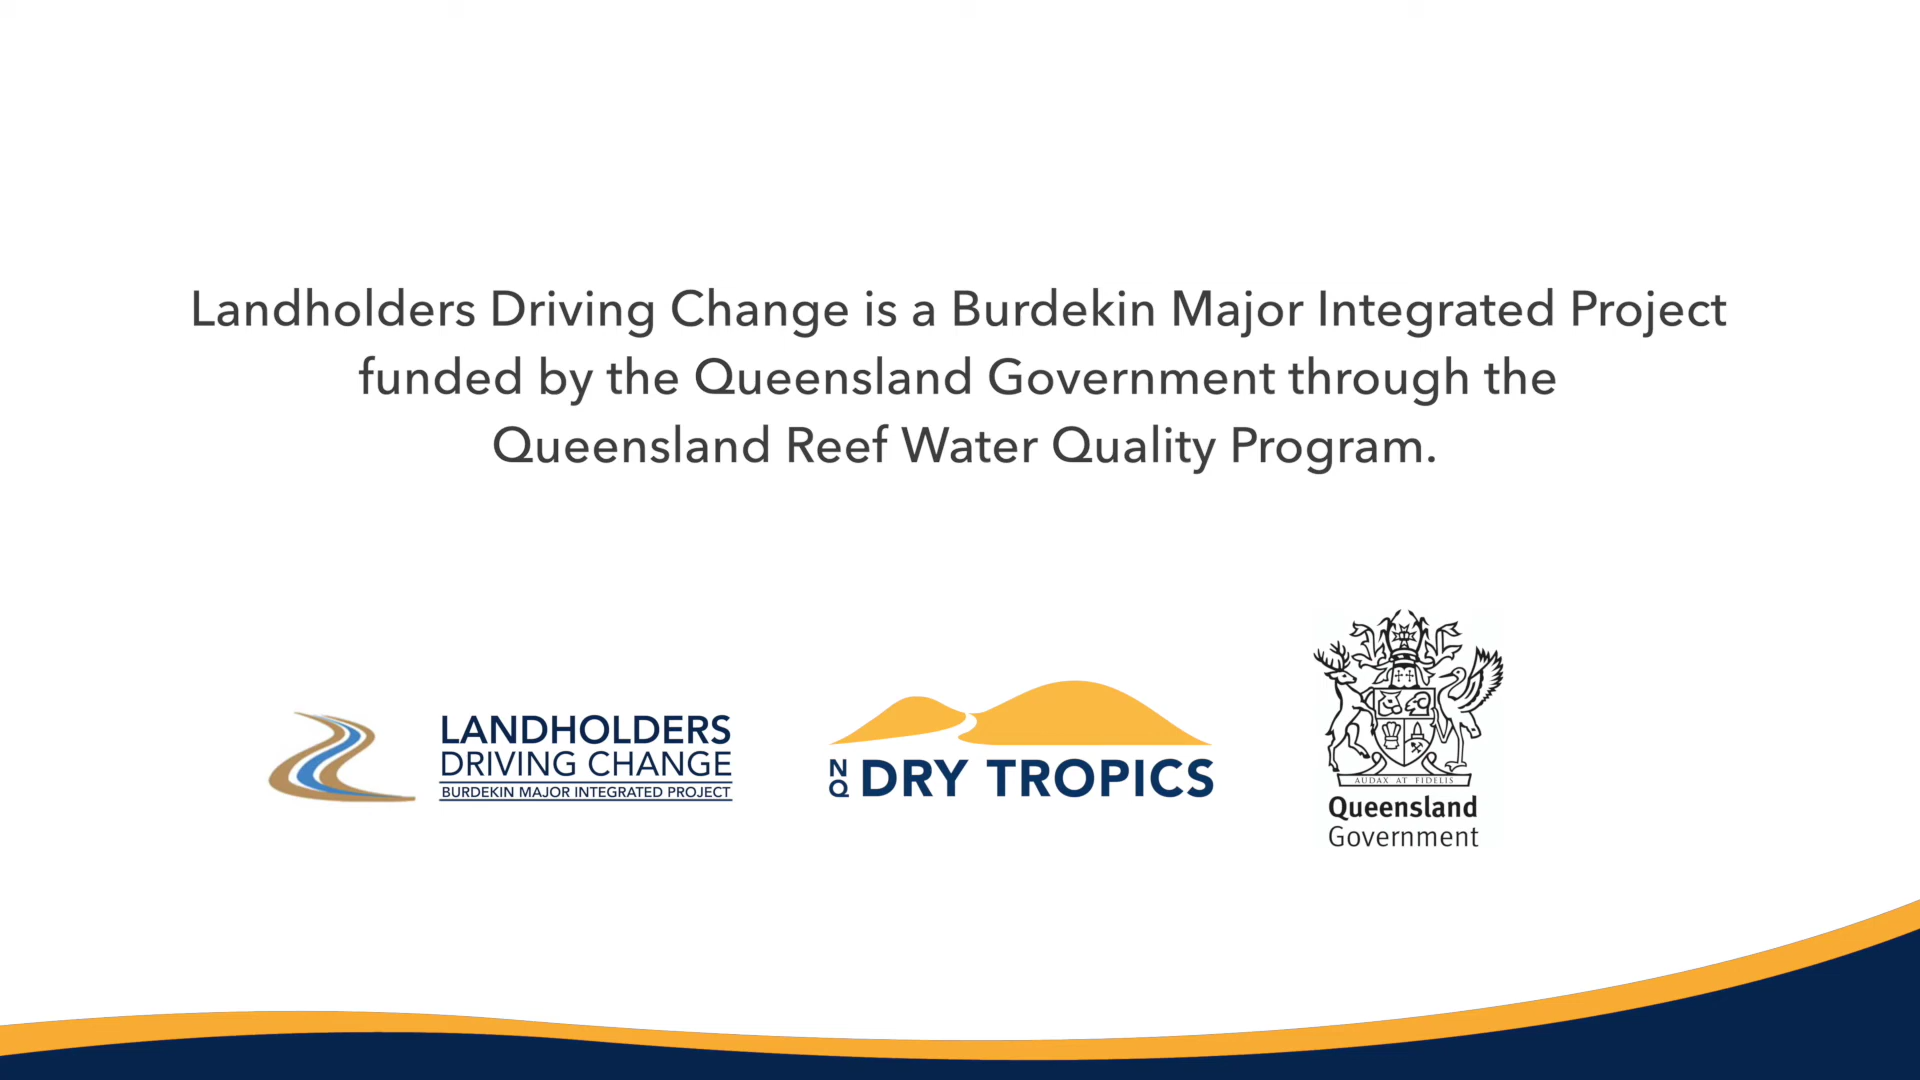 Landholders Driving Change is a Burdekin Major Integrated Project
funded by the Queensland Government through the
Queensland Reef Water Quality Program.
LANDHOLDERS
DRIVING CHANGE
BURDEKIN MAJOR INTEGRATED PROJECT
NQ DRY TROPICS
AUDAX AT FIDELIS
Queensland
Government